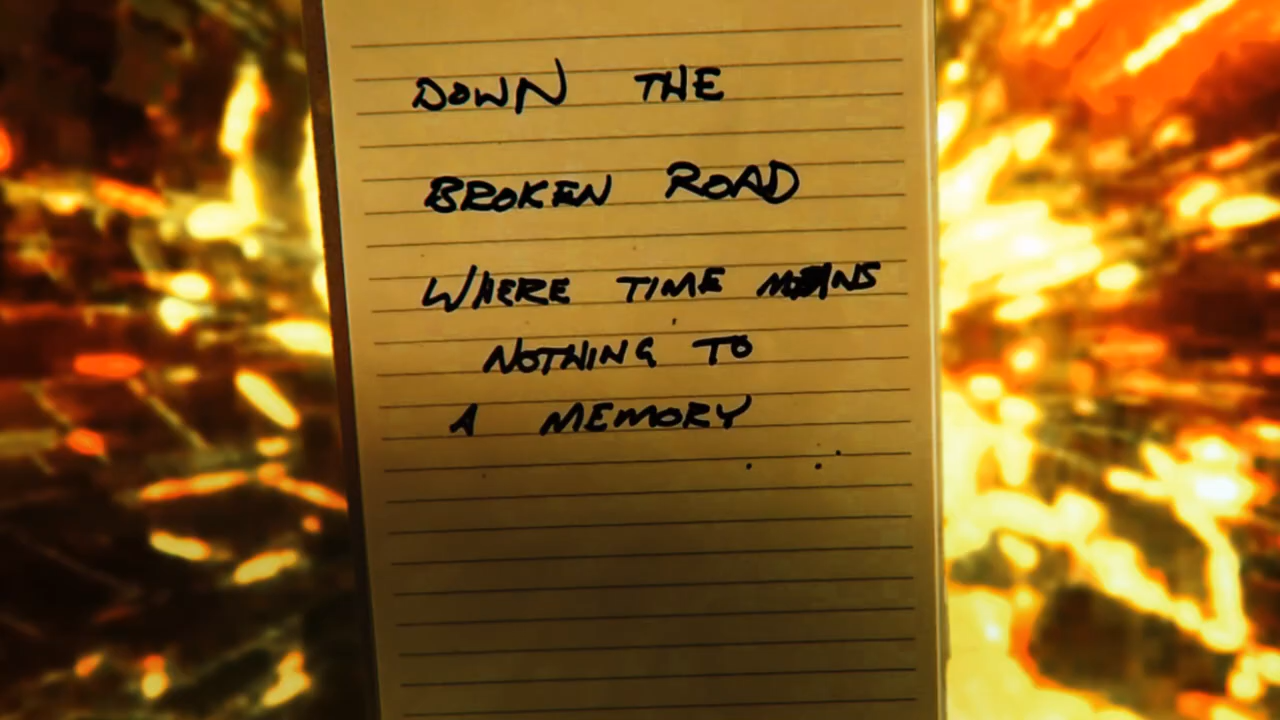 DOWN THE
BROKEN ROAD
WHERE TIME MEANS
NOTHING TO
A MEMORY